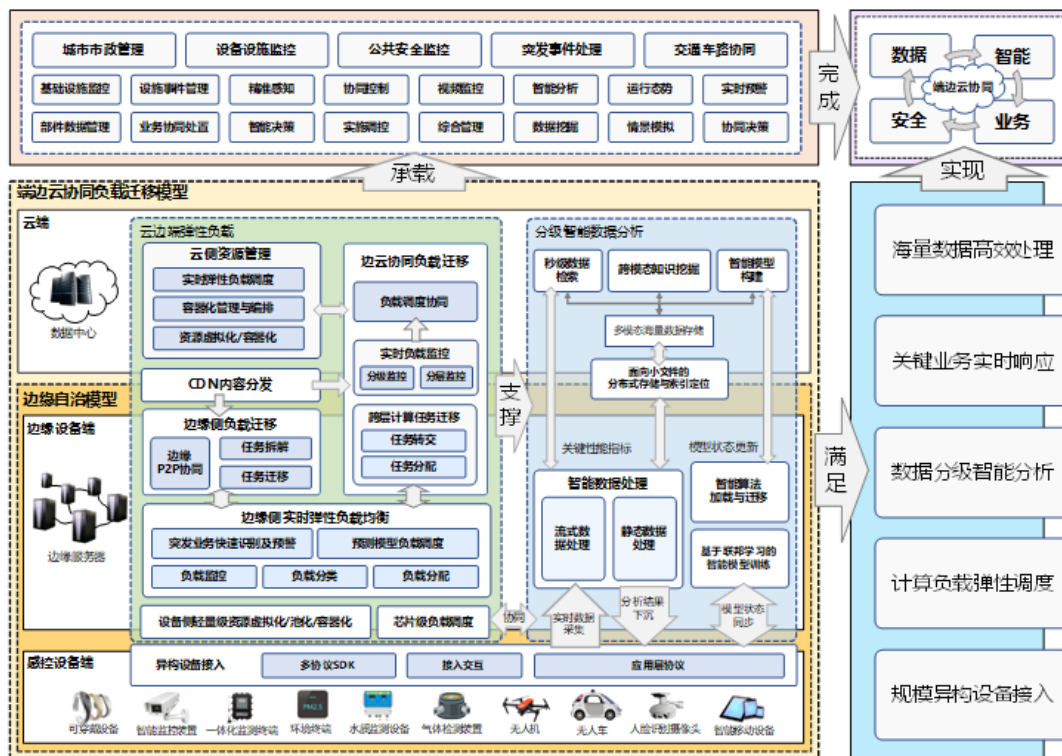 城市市政管理
设备设施监控
公共安全监控
突发事件处理
交通车路协同
基础设施监控
设施事件管理
精准感知
协同控制
视频监控
智能分析
运行态势
实时预警
部件数据管理
业务协同处置
智能决策
实施调控
综合管理
数据挖掘
情景模拟
协同决策
完成
数据
智能
端边云协同
安全
业务
承载
实现
端边云协同负载迁移模型
云端
数据中心
云边端弹性负载
云侧资源管理
实时弹性负载调度
容器化管理与编排
资源虚拟化/容器化
边云协同负载迁移
负载调度协同
实时负载监控
分级监控
分层监控
CDN内容分发
跨层计算任务迁移
任务转交
任务分配
支撑
分级智能数据分析
秒级数据
检索
跨模态知识挖掘
智能模型
构建
多模态海量数据存储
面向小文件的
分布式存储与索引定位
边缘自治模型
边缘设备端
边缘服务器
边缘侧负载迁移
边缘
P2P协同
任务拆解
任务迁移
边缘侧实时弹性负载均衡
突发业务快速识别及预警
预测模型负载调度
负载监控
负载分类
负载分配
设备侧轻量级资源虚拟化/池化/容器化
芯片级负载调度
协同
关键性能指标
模型状态更新
智能数据处理
流式数
据处理
静态数据
处理
智能算法
加载与迁移
基于联邦学习的
智能模型训练
实时数据
采集
分析结果
下沉
模型状态
同步
感控设备端
异构设备接入
多协议SDK
接入交互
应用层协议
可穿戴设备
智能监控装置
一体化监测终端
PM2.5
环境终端
水质监测设备
气体检测装置
无人机
无人车
人脸识别摄像头
智能移动设备
满足
海量数据高效处理
关键业务实时响应
数据分级智能分析
计算负载弹性调度
规模异构设备接入